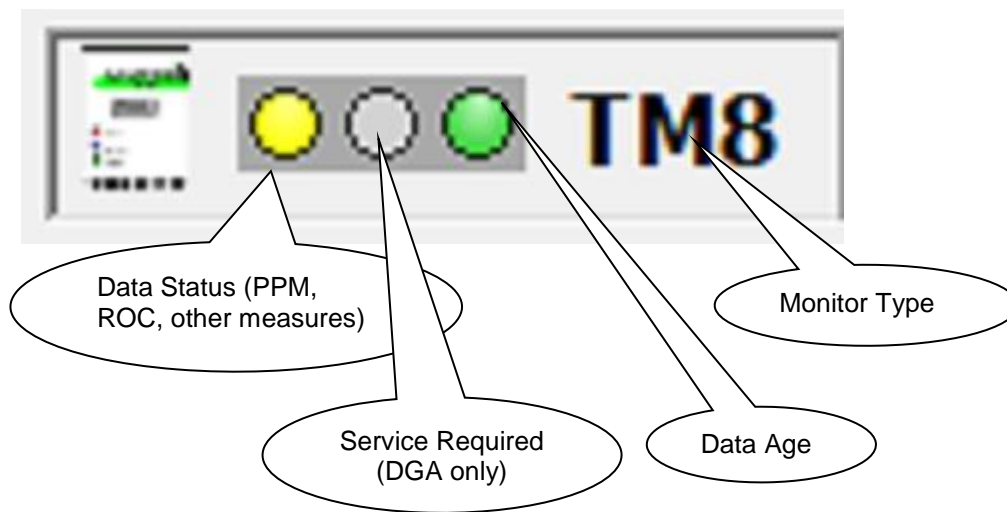 TM8
Data Status (PPM,
ROC, other measures)
Monitor Type
Service Required
(DGA only)
Data Age